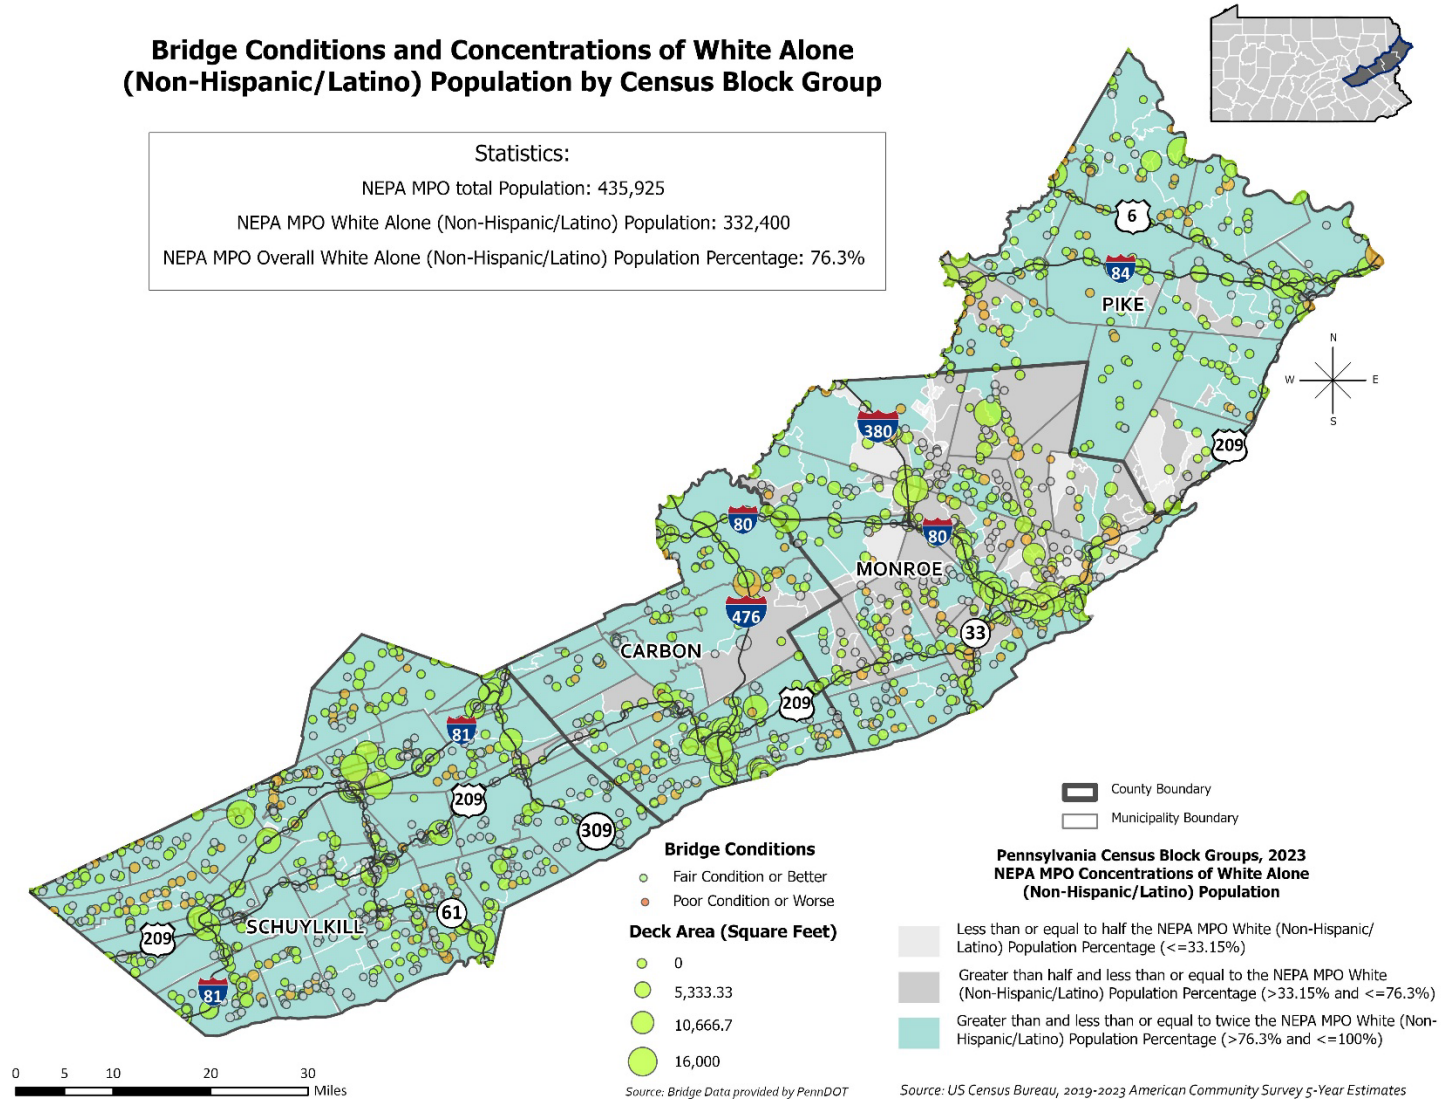 Bridge Conditions and Concentrations of White Alone
(Non-Hispanic/Latino) Population by Census Block Group
Statistics:
NEPA MPO total Population: 435,925
NEPA MPO White Alone (Non-Hispanic/Latino) Population: 332,400
NEPA MPO Overall White Alone (Non-Hispanic/Latino) Population Percentage: 76.3%
6
84
PIKE
N
W
E
S
380
209
80
80
MONROE
476
33
CARBON
209
81
209
309
61
SCHUYLKILL
209
81
County Boundary
Municipality Boundary
Bridge Conditions
Fair Condition or Better
Poor Condition or Worse
Deck Area (Square Feet)
0
5,333.33
10,666.7
16,000
Source: Bridge Data provided by PennDOT
Pennsylvania Census Block Groups, 2023
NEPA MPO Concentrations of White Alone
(Non-Hispanic/Latino) Population
Less than or equal to half the NEPA MPO White (Non-Hispanic/
Latino) Population Percentage (<=33.15%)
Greater than half and less than or equal to the NEPA MPO White
(Non-Hispanic/Latino) Population Percentage (>33.15% and <=76.3%)
Greater than and less than or equal to twice the NEPA MPO White (Non-
Hispanic/Latino) Population Percentage (>76.3% and <=100%)
Source: US Census Bureau, 2019-2023 American Community Survey 5-Year Estimates
0 5 10 20 30
Miles